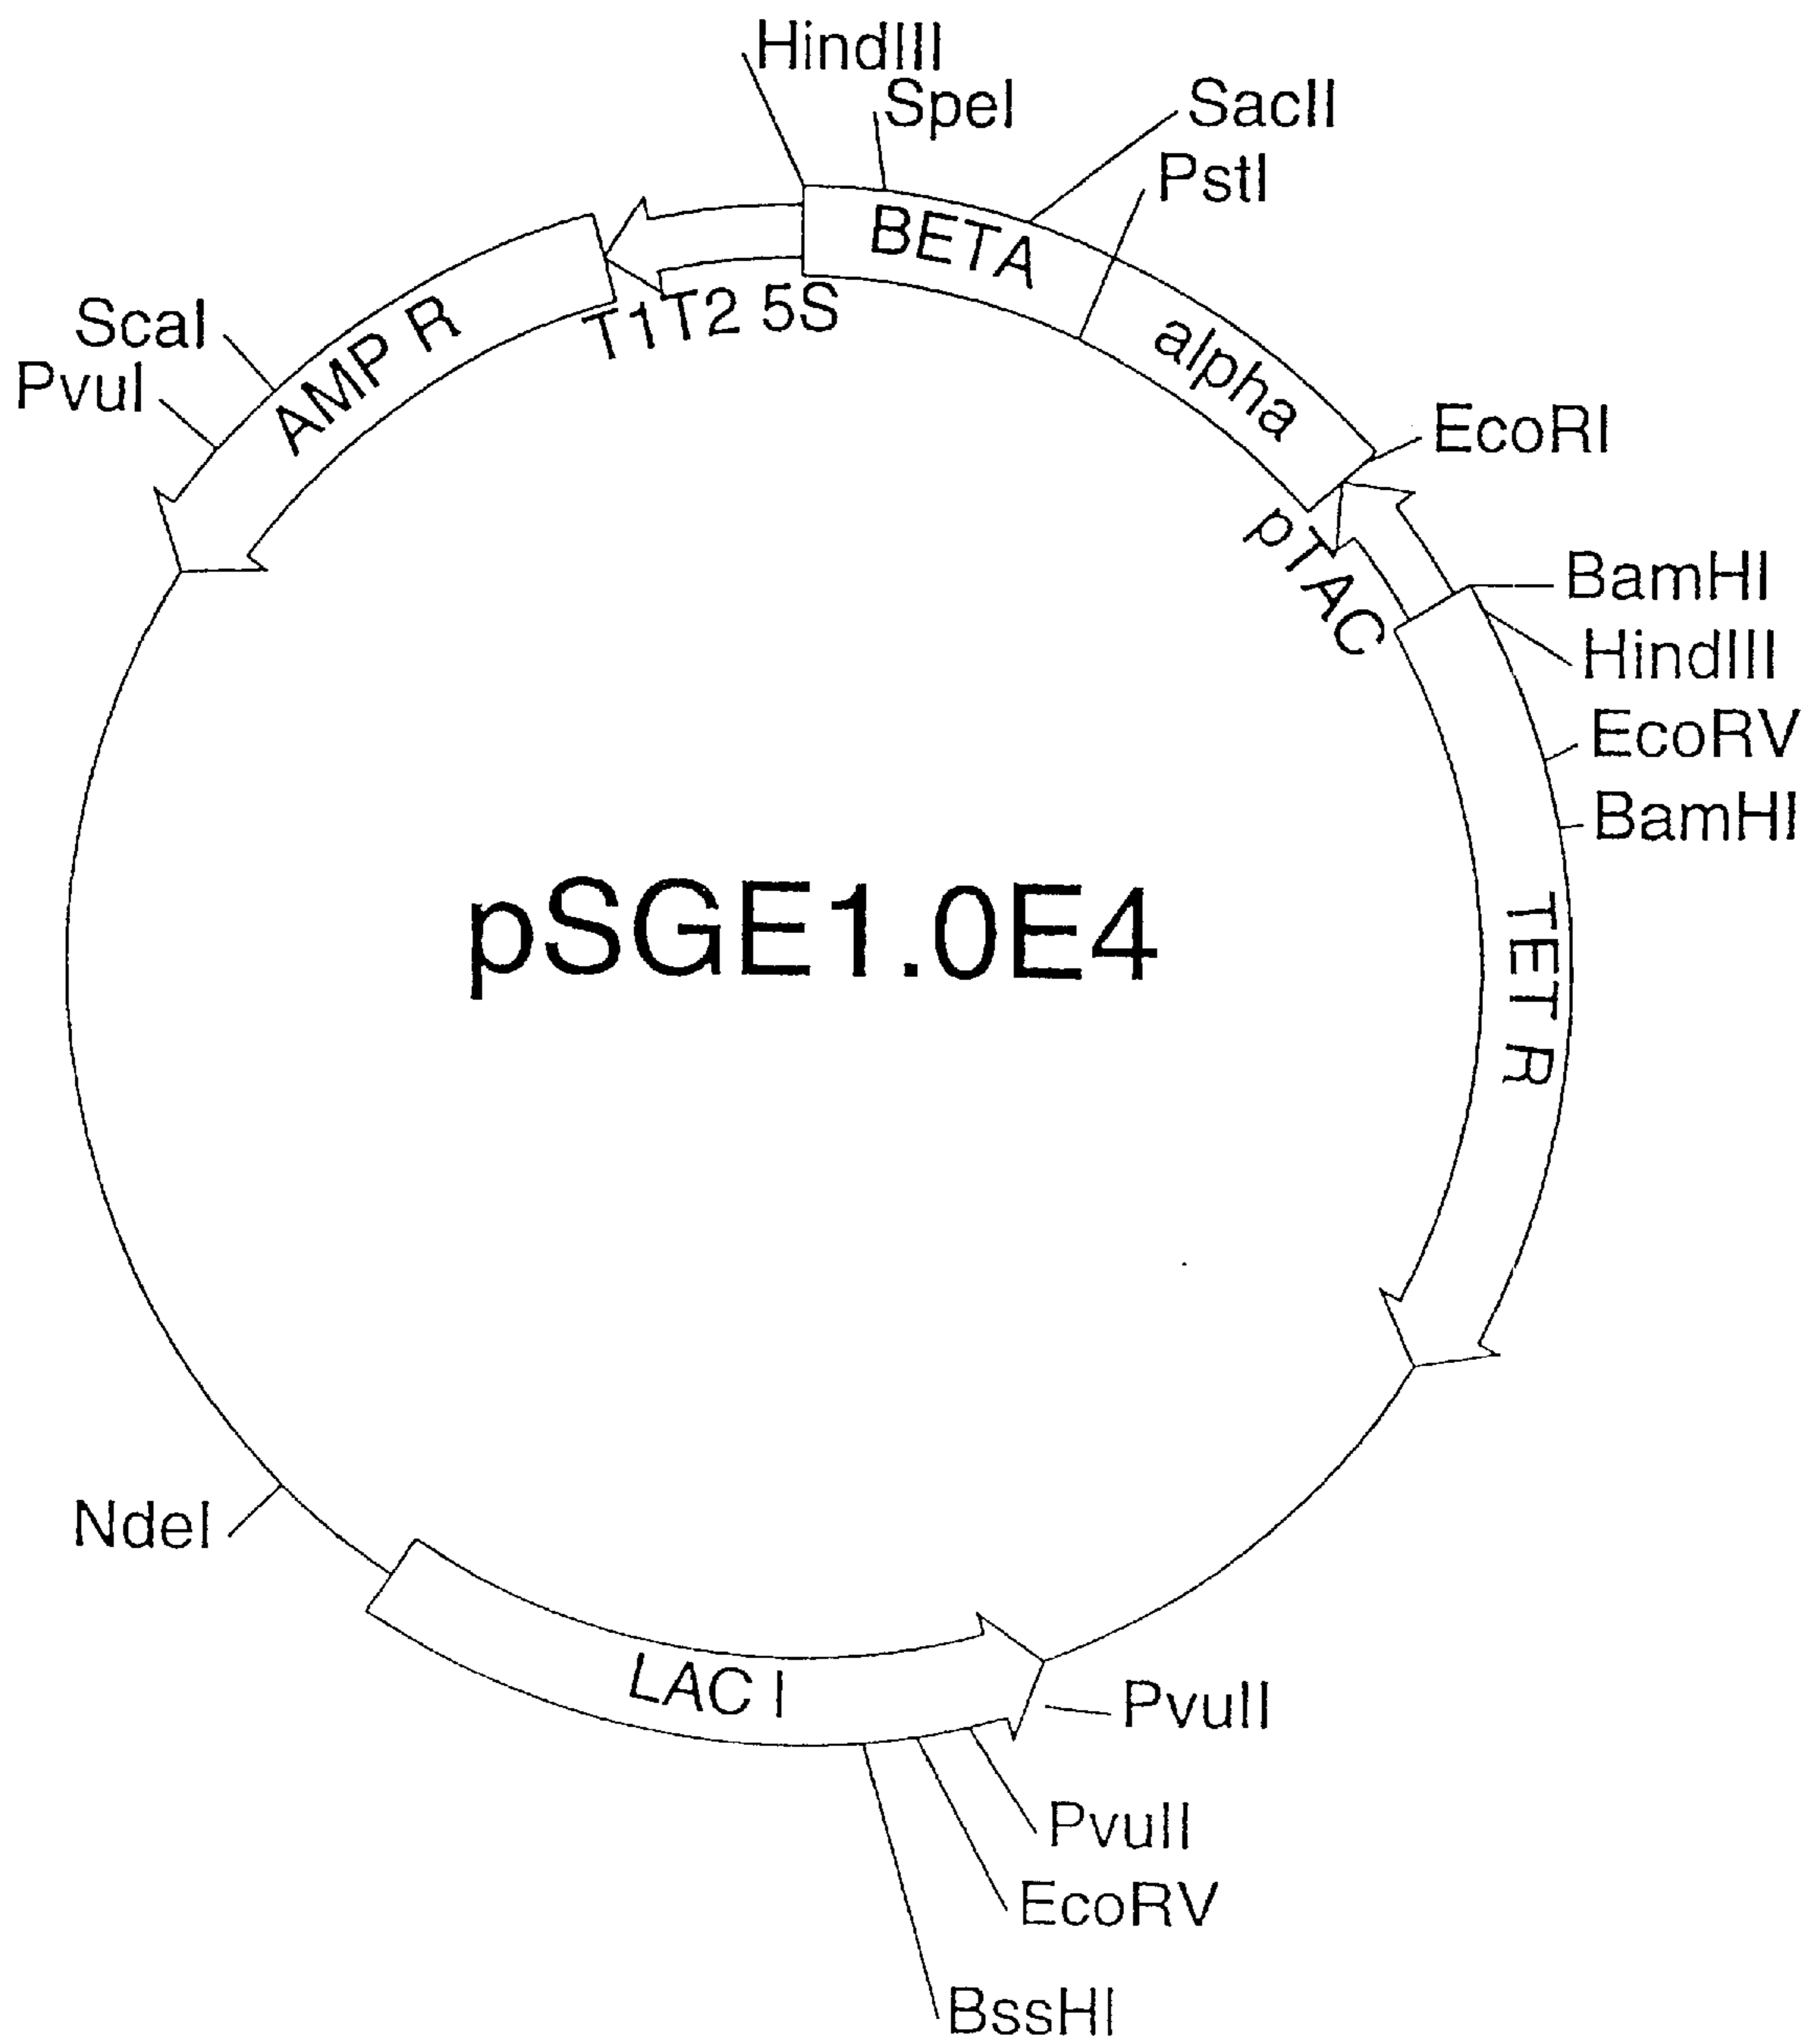 HindIII
SpeI
SacII
PstI
BETA
alpha
T1T2 5S
ScaI
PvuI
AMP R
EcoRI
pTAC
BamHI
HindIII
EcoRV
BamHI
pSGE1.0E4
TET R
NdeI
LAC I
PvuII
PvuII
EcoRV
BssHI